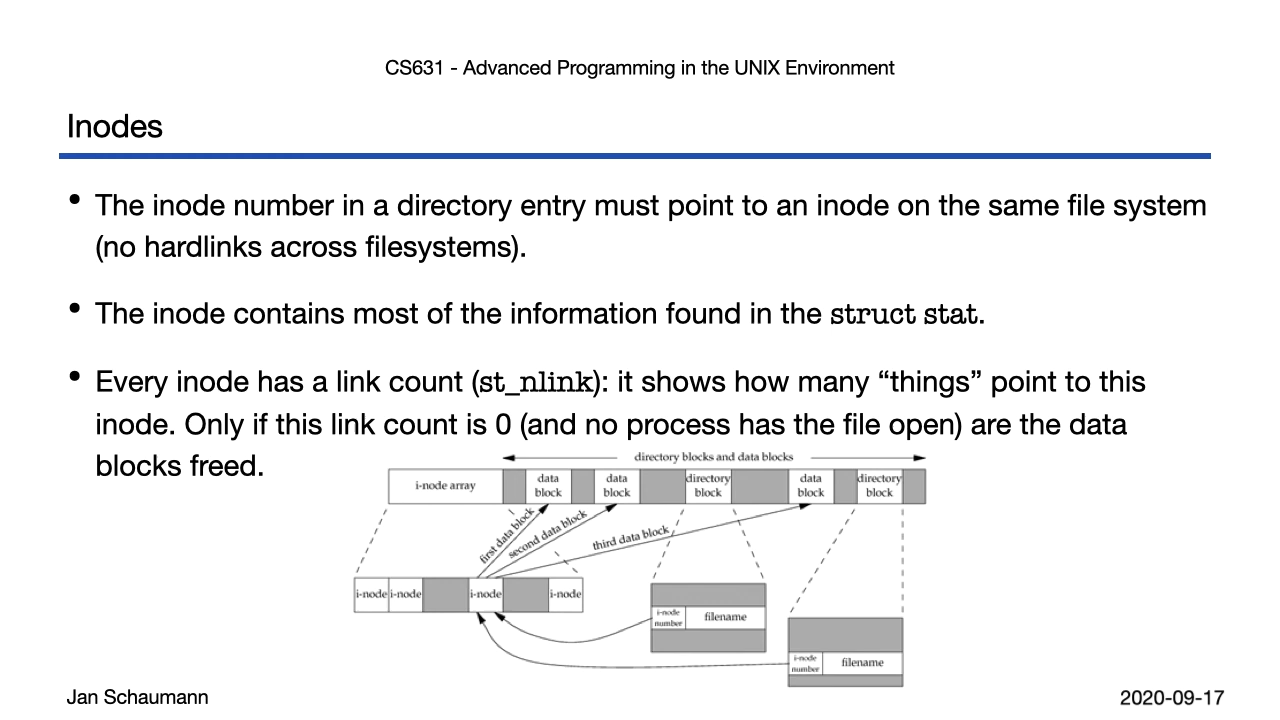 CS631 - Advanced Programming in the UNIX Environment
Inodes
• The inode number in a directory entry must point to an inode on the same file system
(no hardlinks across filesystems).
• The inode contains most of the information found in the struct stat.
• Every inode has a link count (st_nlink): it shows how many “things” point to this
inode. Only if this link count is 0 (and no process has the file open) are the data
blocks freed.
directory blocks and data blocks
i-node array
data
block
data
block
directory
block
data
block
directory
block
first data block
second data block
third data block
i-node
i-node
i-node
i-node
i-node
number
filename
i-node
number
filename
Jan Schaumann
2020-09-17